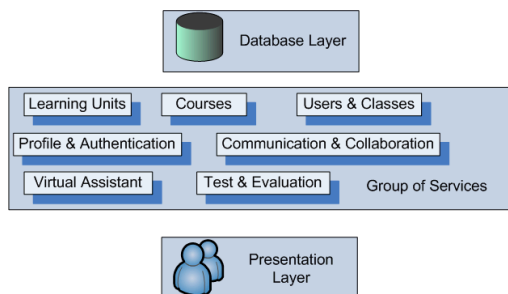 Database Layer
Learning Units
Courses
Users & Classes
Profile & Authentication
Communication & Collaboration
Virtual Assistant
Test & Evaluation
Group of Services
Presentation
Layer